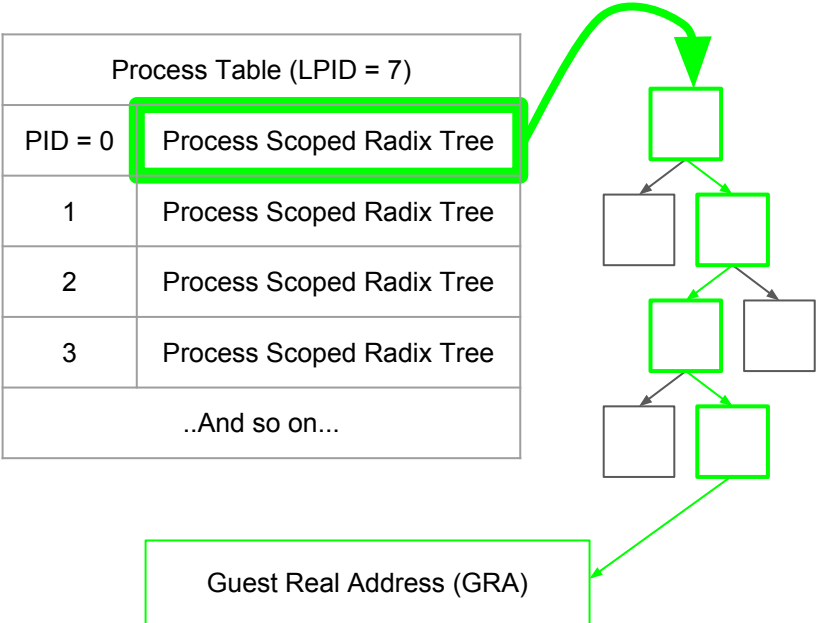 Process Table (LPID = 7)
PID = 0 Process Scoped Radix Tree
1 Process Scoped Radix Tree
2 Process Scoped Radix Tree
3 Process Scoped Radix Tree
..And so on...
Guest Real Address (GRA)